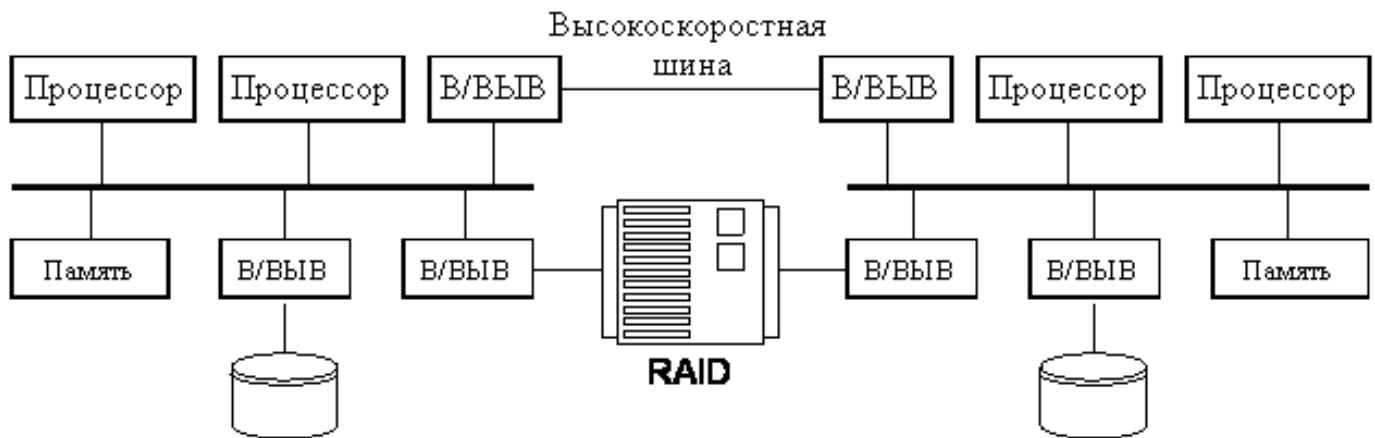 Высокоскоростная
шина
Процессор Процессор В/ВЫВ В/ВЫВ Процессор Процессор
Память В/ВЫВ В/ВЫВ В/ВЫВ В/ВЫВ Память
RAID